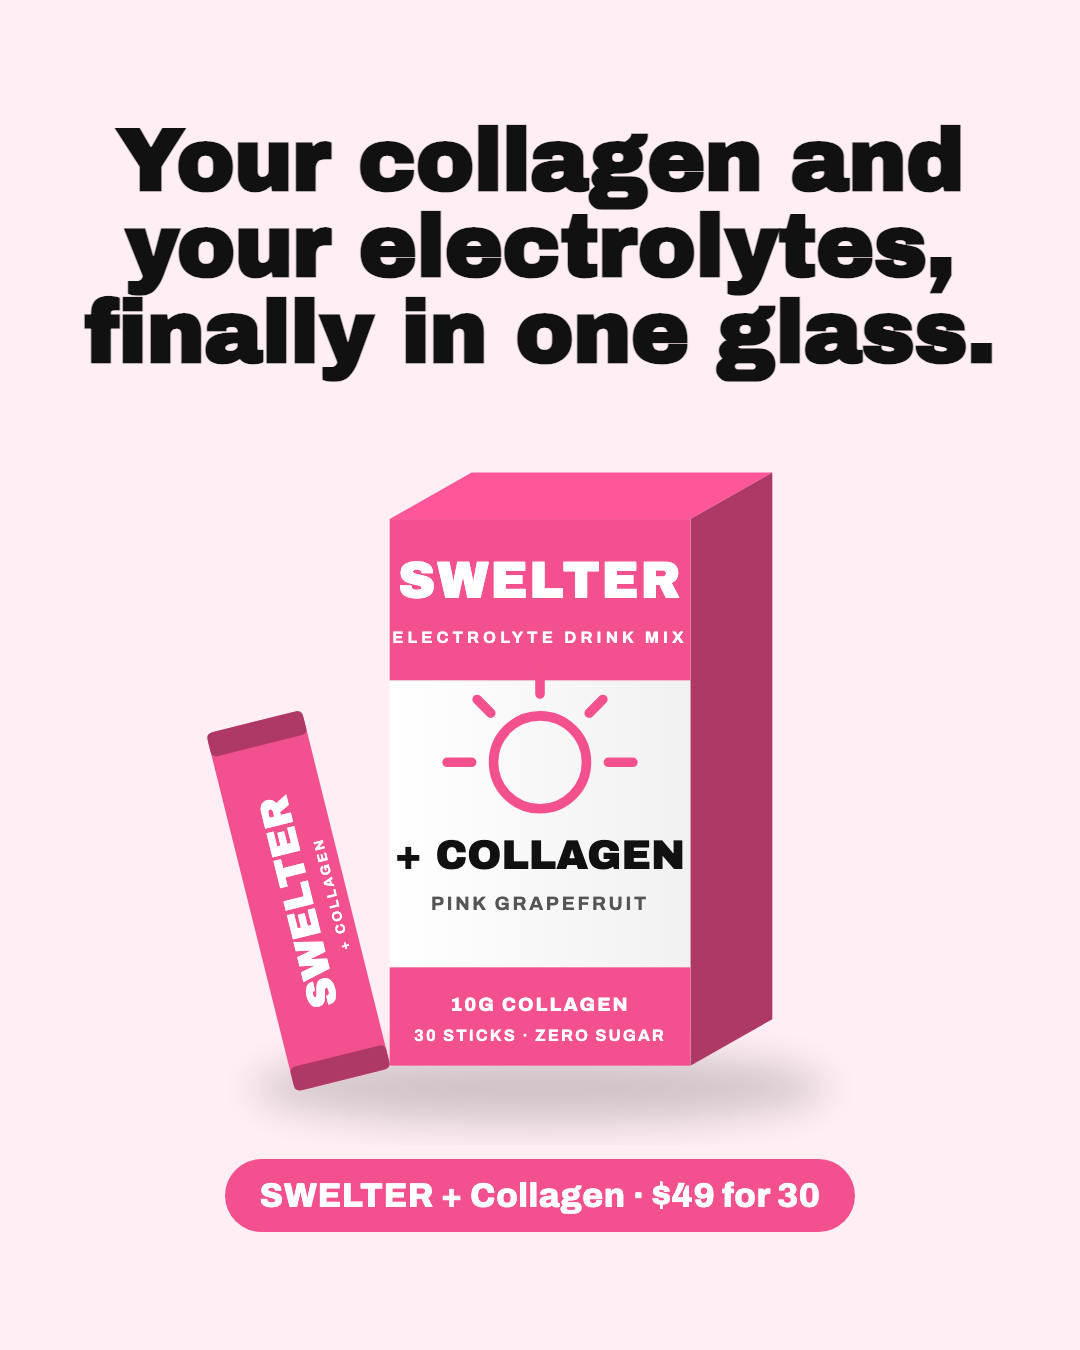 Your collagen and
your electrolytes,
finally in one glass.
SWELTER
ELECTROLYTE DRINK MIX
+ COLLAGEN
PINK GRAPEFRUIT
10G COLLAGEN
30 STICKS · ZERO SUGAR
SWELTER
+ COLLAGEN
SWELTER + Collagen · $49 for 30